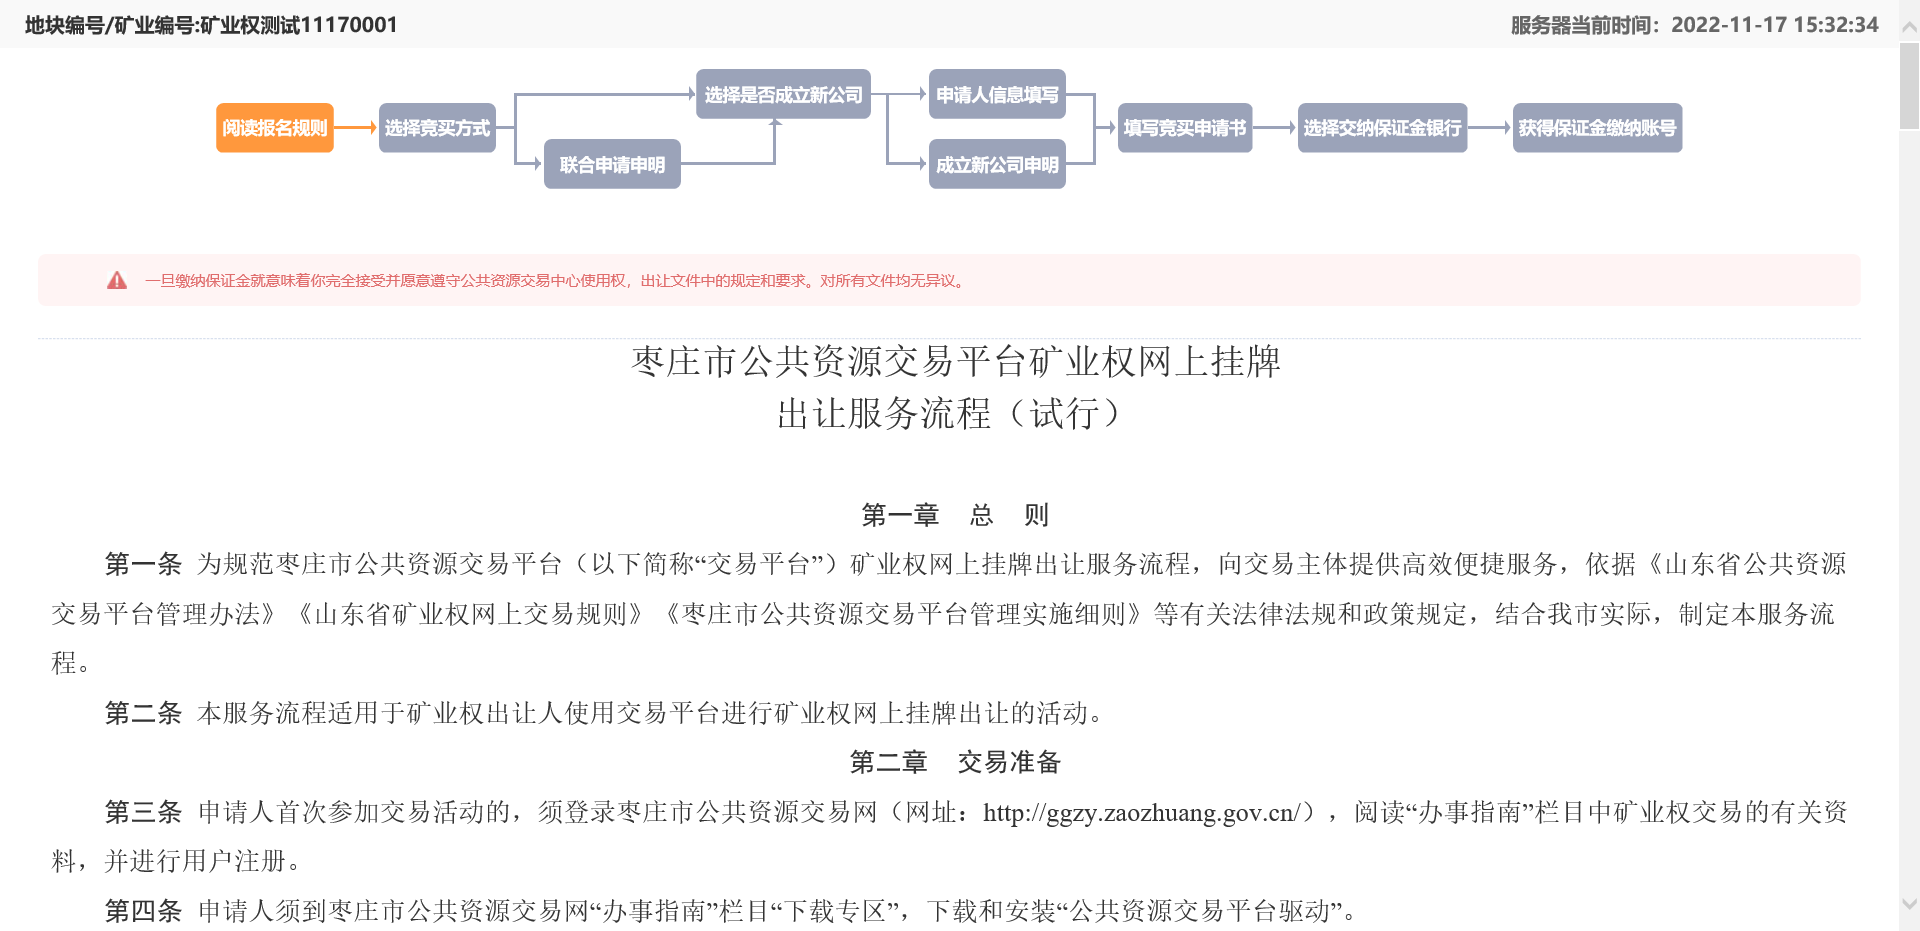 地块编号/矿业编号:矿业权测试11170001
服务器当前时间：2022-11-17 15:32:34
阅读报名规则
选择竞买方式
联合申请申明
选择是否成立新公司
申请人信息填写
成立新公司申明
填写竞买申请书
选择交纳保证金银行
获得保证金缴纳账号
一旦缴纳保证金就意味着你完全接受并愿意遵守公共资源交易中心使用权，出让文件中的规定和要求。对所有文件均无异议。
枣庄市公共资源交易平台矿业权网上挂牌
出让服务流程（试行）
第一章 总 则
第一条 为规范枣庄市公共资源交易平台（以下简称“交易平台”）矿业权网上挂牌出让服务流程，向交易主体提供高效便捷服务，依据《山东省公共资源
交易平台管理办法》《山东省矿业权网上交易规则》《枣庄市公共资源交易平台管理实施细则》等有关法律法规和政策规定，结合我市实际，制定本服务流
程。
第二条 本服务流程适用于矿业权出让人使用交易平台进行矿业权网上挂牌出让的活动。
第二章 交易准备
第三条 申请人首次参加交易活动的，须登录枣庄市公共资源交易网（网址：http://ggzy.zaozhuang.gov.cn/），阅读“办事指南”栏目中矿业权交易的有关资
料，并进行用户注册。
第四条 申请人须到枣庄市公共资源交易网“办事指南”栏目“下载专区”，下载和安装“公共资源交易平台驱动”。